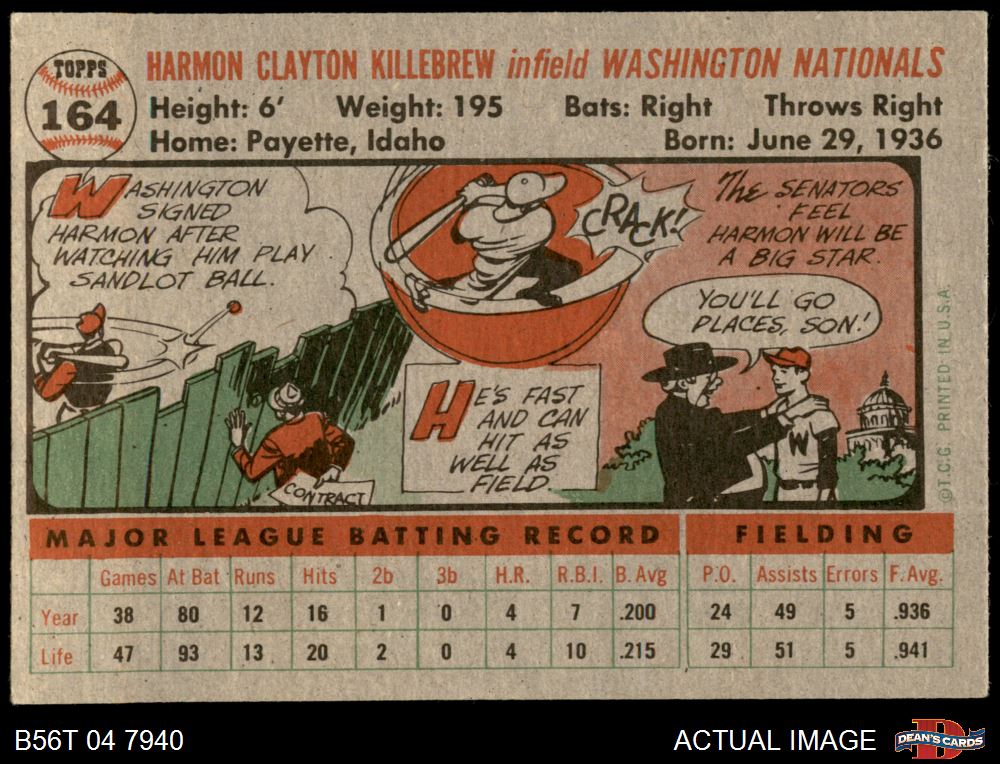 TOPPS
164
HARMON CLAYTON KILLEBREW infield WASHINGTON NATIONALS
Height: 6' Weight: 195 Bats: Right Throws Right
Home: Payette, Idaho Born: June 29, 1936
WASHINGTON
SIGNED
HARMON AFTER
WATCHING HIM PLAY
SANDLOT BALL.
CRACK!
THE SENATORS
FEEL
HARMON WILL BE
A BIG STAR.
YOU'LL GO
PLACES, SON!
HE'S FAST
AND CAN
HIT AS
WELL AS
FIELD.
CONTRACT
W
©T.C.G. PRINTED IN U.S.A.
MAJOR LEAGUE BATTING RECORD FIELDING
Games At Bat Runs Hits 2b 3b H.R. R.B.I. B. Avg P.O. Assists Errors F. Avg.
Year 38 80 12 16 1 0 4 7 .200 24 49 5 .936
Life 47 93 13 20 2 0 4 10 .215 29 51 5 .941
B56T 04 7940 ACTUAL IMAGE DEAN'S CARDS